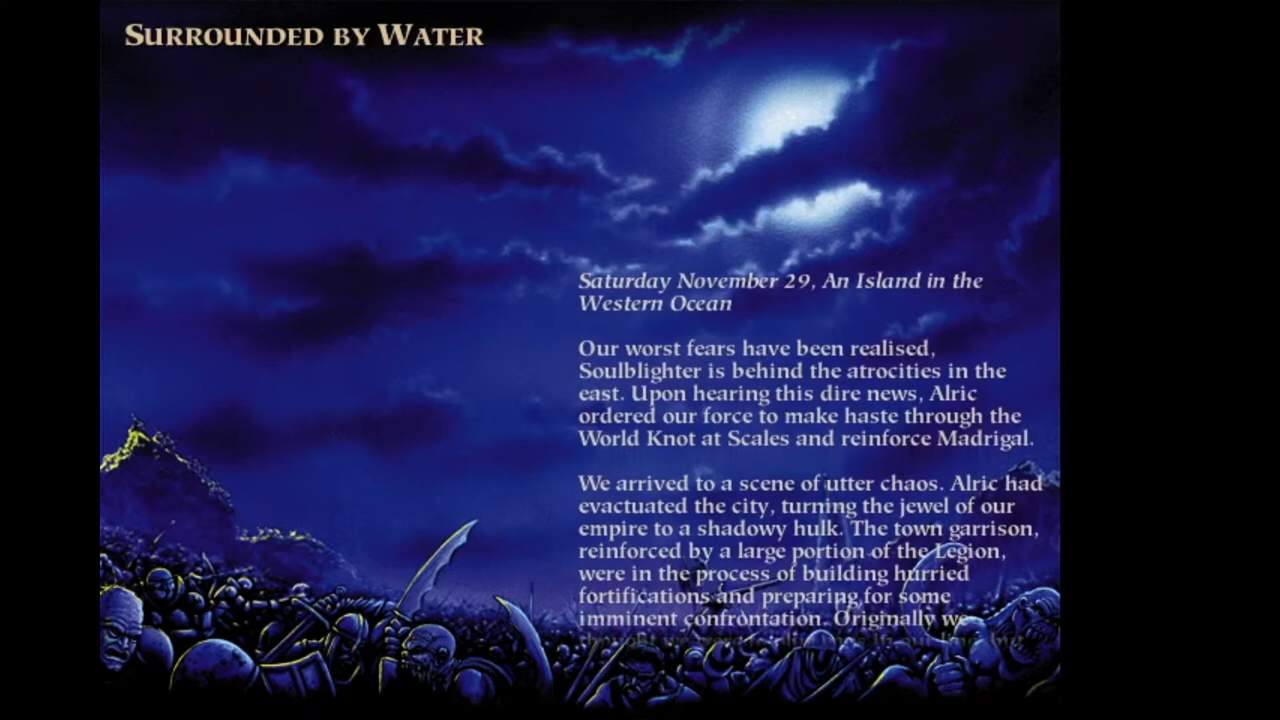 Surrounded by Water
Saturday November 29, An Island in the
Western Ocean
Our worst fears have been realised,
Soulblighter is behind the atrocities in the
east. Upon hearing this dire news, Alric
ordered our force to make haste through the
World Knot at Scales and reinforce Madrigal.
We arrived to a scene of utter chaos. Alric had
evactuated the city, turning the jewel of our
empire to a shadowy hulk. The town garrison,
reinforced by a large portion of the Legion,
were in the process of building hurried
fortifications and preparing for some
imminent confrontation. Originally we